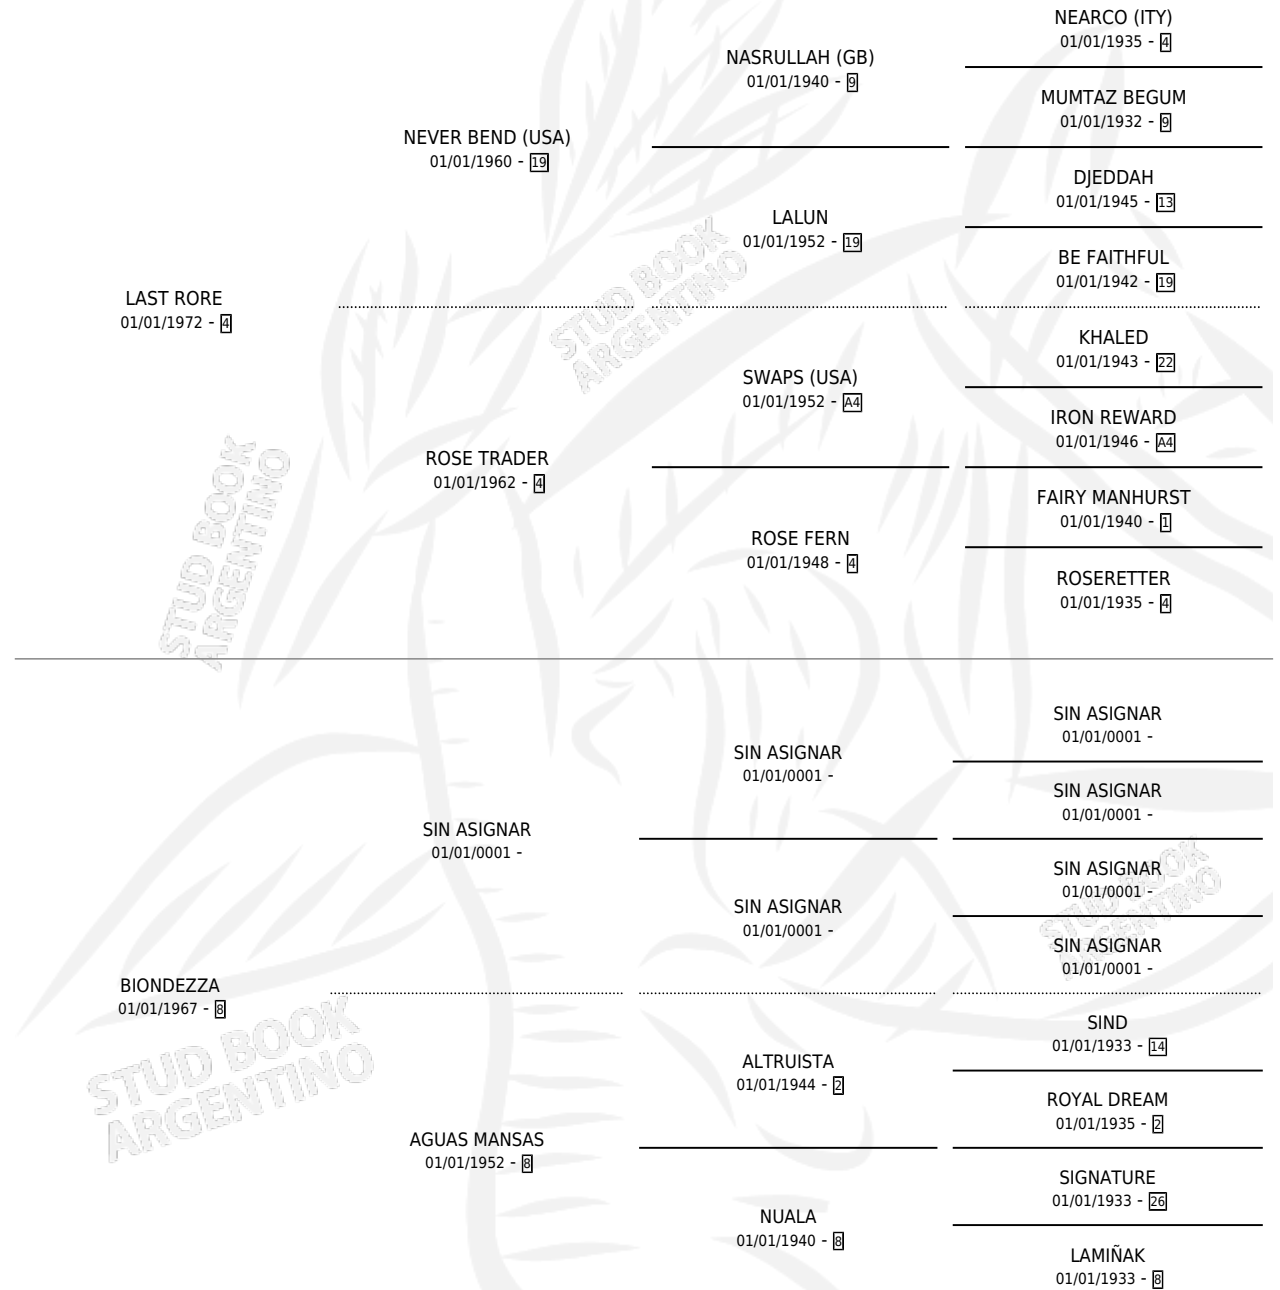 NEARCO (ITY)
01/01/1935 - 4
NASRULLAH (GB)
01/01/1940 - 9
MUMTAZ BEGUM
01/01/1932 - 9
NEVER BEND (USA)
01/01/1960 - 19
DJEDDAH
01/01/1945 - 13
LALUN
01/01/1952 - 19
BE FAITHFUL
01/01/1942 - 19
LAST RORE
01/01/1972 - 4
STUD BOOK
ARGENTINO
KHALED
01/01/1943 - 22
SWAPS (USA)
01/01/1952 - A4
IRON REWARD
01/01/1946 - A4
ROSE TRADER
01/01/1962 - 4
FAIRY MANHURST
01/01/1940 - 1
ROSE FERN
01/01/1948 - 4
ROSERETTER
01/01/1935 - 4
STUD BOOK
ARGENTINO
SIN ASIGNAR
01/01/0001 -
SIN ASIGNAR
01/01/0001 -
SIN ASIGNAR
01/01/0001 -
SIN ASIGNAR
01/01/0001 -
SIN ASIGNAR
01/01/0001 -
SIN ASIGNAR
01/01/0001 -
SIN ASIGNAR
01/01/0001 -
STUD BOOK
ARGENTINO
BIONDEZZA
01/01/1967 - 8
SIND
01/01/1933 - 14
ALTRUISTA
01/01/1944 - 2
ROYAL DREAM
01/01/1935 - 2
STUD BOOK
ARGENTINO
AGUAS MANSAS
01/01/1952 - 8
SIGNATURE
01/01/1933 - 26
NUALA
01/01/1940 - 8
LAMIÑAK
01/01/1933 - 8